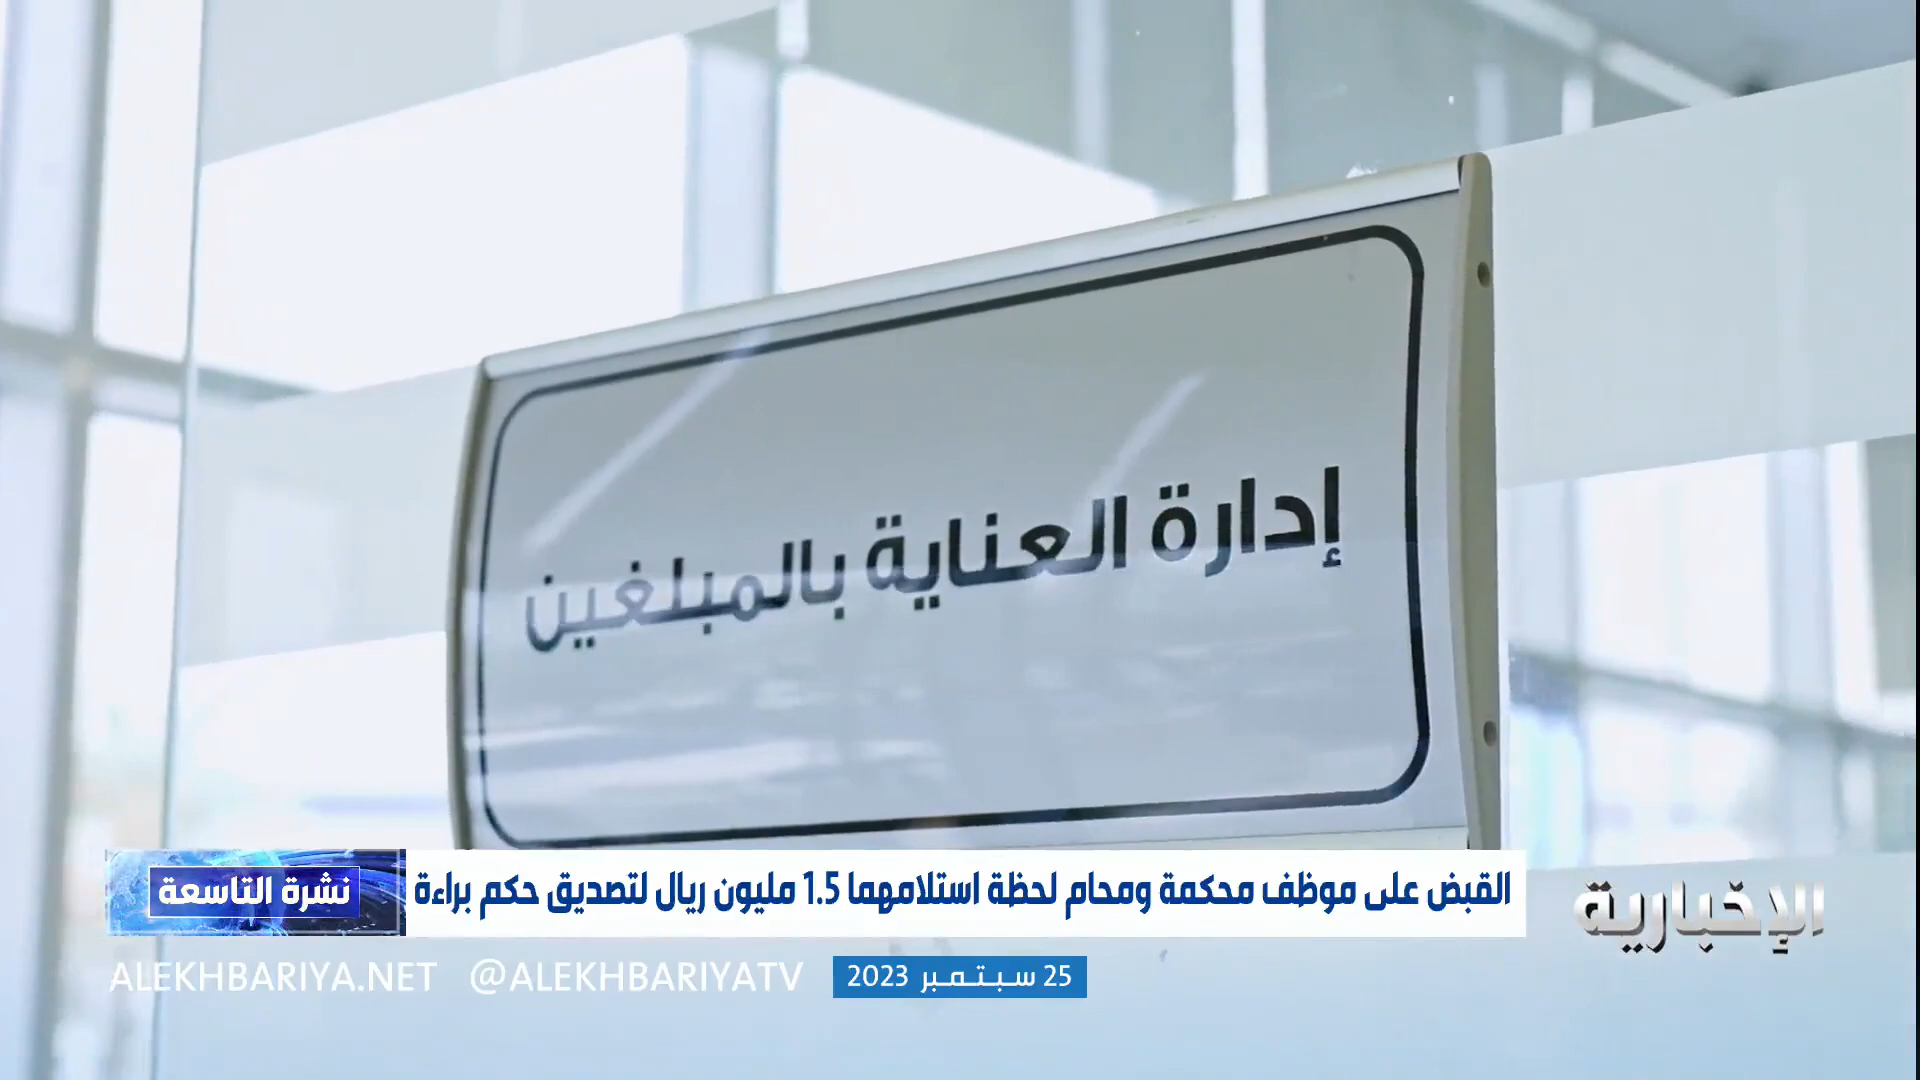 إدارة العناية بالمبلغين
القبض على موظف محكمة ومحام لحظة استلامهما 1.5 مليون ريال لتصديق حكم براءة
نشرة التاسعة
الإخبارية
25 سبتمبر 2023
@ALEKHBARIYATV
ALEKHBARIYA.NET